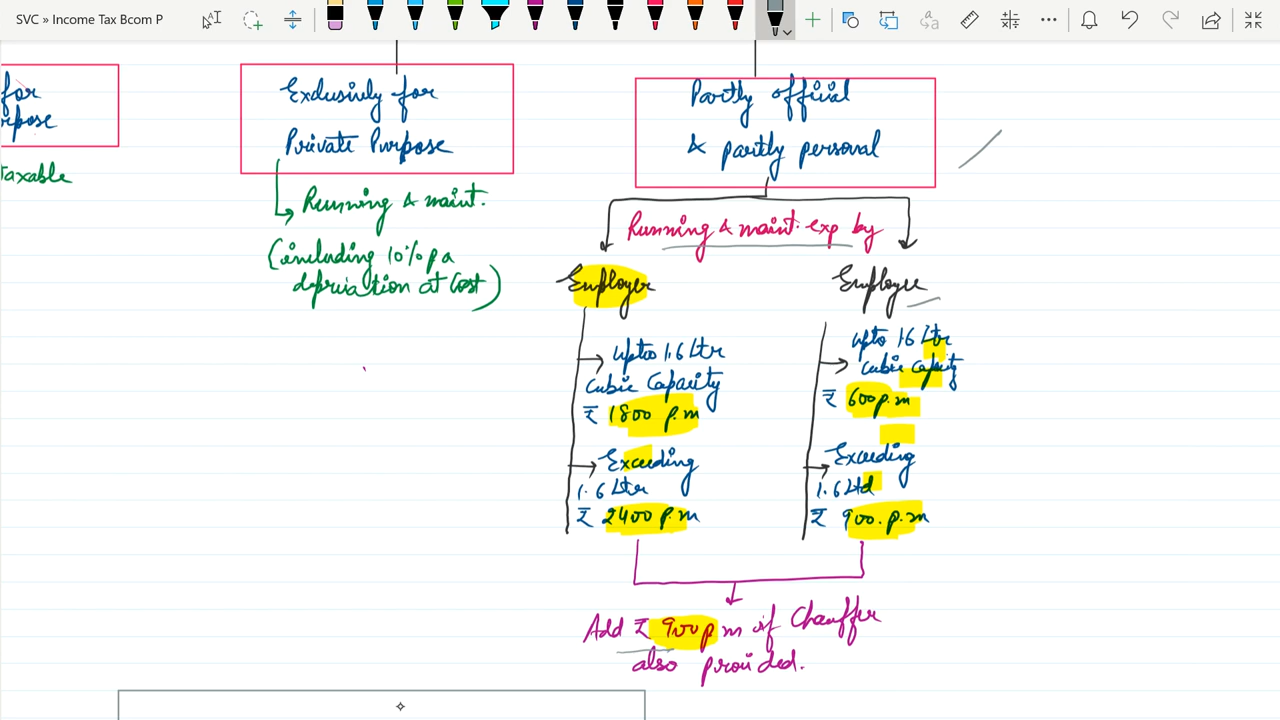 SVC » Income Tax Bcom P
for
rpose
taxable
Exclusively for
Private Purpose
Running & maint.
(including 10% p a
depriation at Cost)
Partly official
& partly personal
Running & maint. exp by
Employer
upto 1.6 Ltr
Cubic Capacity
₹ 1800 p.m
Exceeding
1.6 Ltr
₹ 2400 p.m
Employee
upto 1.6 Ltr
Cubic Capacity
₹ 600 p.m
Exceeding
1.6 Ltd
₹ 900. p.m
Add ₹ 900 p m if Chauffer
also provided.